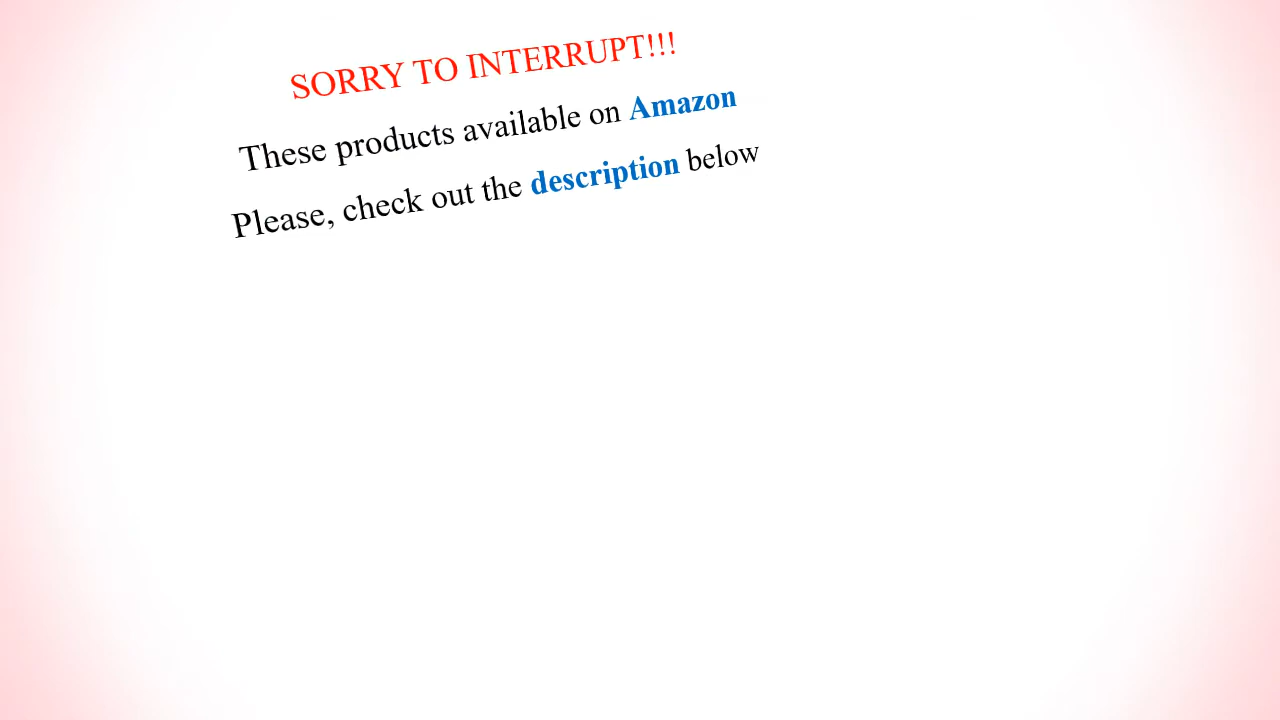 SORRY TO INTERRUPT!!!
These products available on Amazon
Please, check out the description below